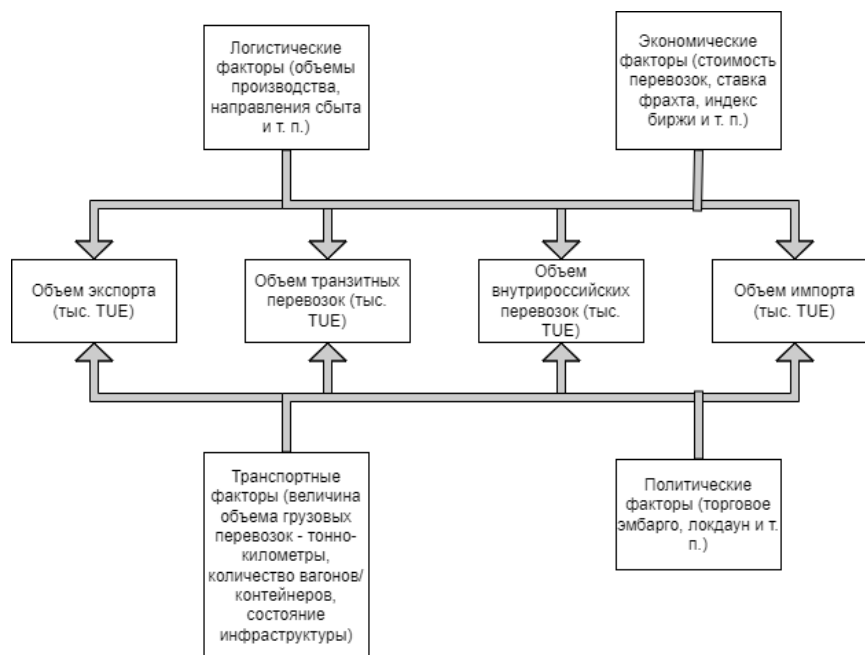 Логистические
факторы (объемы
производства,
направления сбыта
и т. п.)
Экономические
факторы (стоимость
перевозок, ставка
фрахта, индекс
биржи и т. п.)
Объем экспорта
(тыс. TUE)
Объем транзитных
перевозок (тыс.
TUE)
Объем
внутрироссийских
перевозок (тыс.
TUE)
Объем импорта
(тыс. TUE)
Транспортные
факторы (величина
объема грузовых
перевозок - тонно-
километры,
количество вагонов/
контейнеров,
состояние
инфраструктуры)
Политические
факторы (торговое
эмбарго, локдаун и т.
п.)